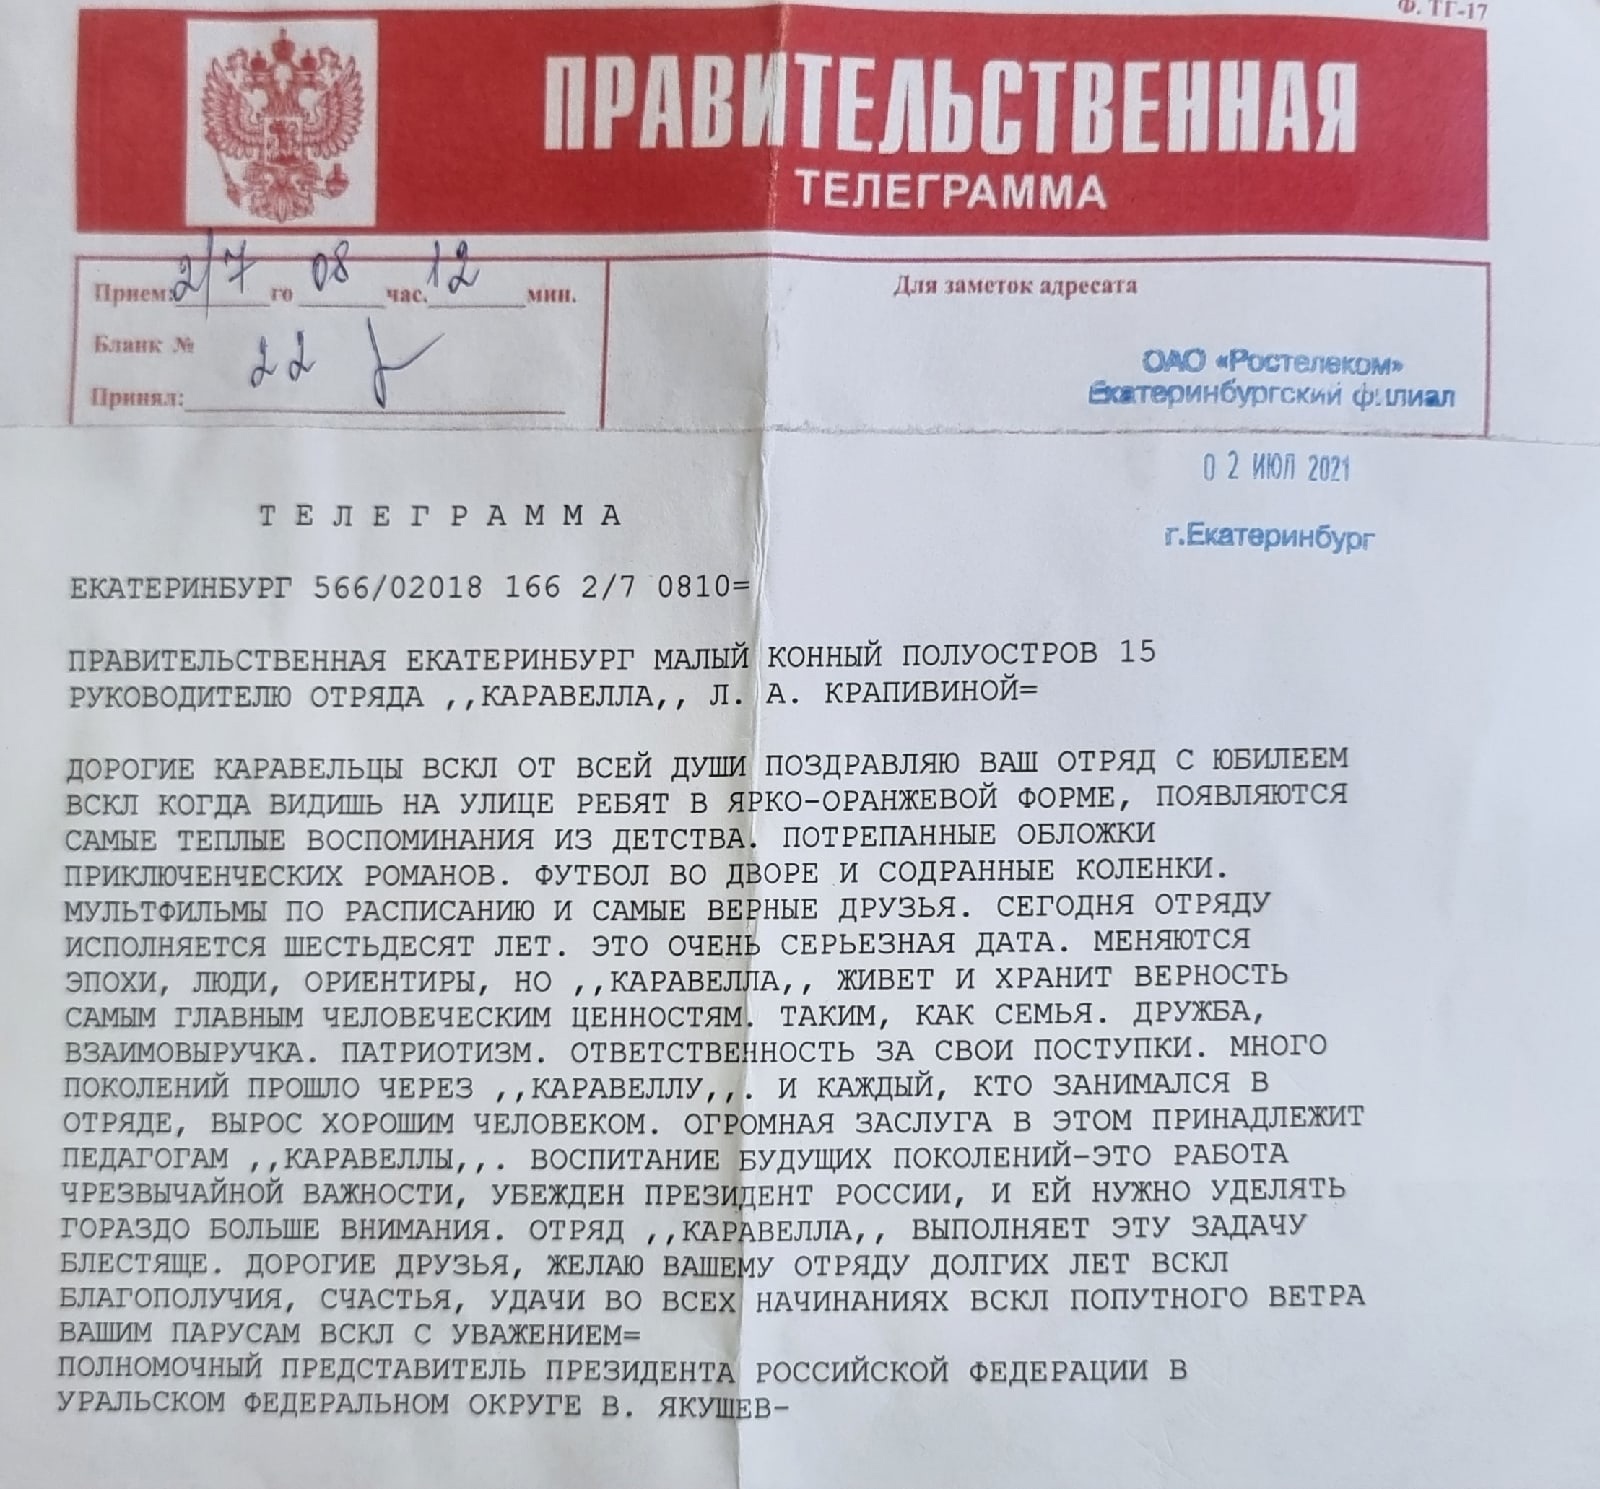 Ф. ТГ-17
ПРАВИТЕЛЬСТВЕННАЯ
ТЕЛЕГРАММА
Прием: 2/7 го 08 час. 12 мин.
Для заметок адресата
Бланк № 22
Принял:
ОАО «Ростелеком»
Екатеринбургский филиал
02 ИЮЛ 2021
г.Екатеринбург
ТЕЛЕГРАММА
ЕКАТЕРИНБУРГ 566/02018 166 2/7 0810=
ПРАВИТЕЛЬСТВЕННАЯ ЕКАТЕРИНБУРГ МАЛЫЙ КОННЫЙ ПОЛУОСТРОВ 15
РУКОВОДИТЕЛЮ ОТРЯДА ,,КАРАВЕЛЛА,, Л. А. КРАПИВИНОЙ=
ДОРОГИЕ КАРАВЕЛЬЦЫ ВСКЛ ОТ ВСЕЙ ДУШИ ПОЗДРАВЛЯЮ ВАШ ОТРЯД С ЮБИЛЕЕМ
ВСКЛ КОГДА ВИДИШЬ НА УЛИЦЕ РЕБЯТ В ЯРКО-ОРАНЖЕВОЙ ФОРМЕ, ПОЯВЛЯЮТСЯ
САМЫЕ ТЕПЛЫЕ ВОСПОМИНАНИЯ ИЗ ДЕТСТВА. ПОТРЕПАННЫЕ ОБЛОЖКИ
ПРИКЛЮЧЕНЧЕСКИХ РОМАНОВ. ФУТБОЛ ВО ДВОРЕ И СОДРАННЫЕ КОЛЕНКИ.
МУЛЬТФИЛЬМЫ ПО РАСПИСАНИЮ И САМЫЕ ВЕРНЫЕ ДРУЗЬЯ. СЕГОДНЯ ОТРЯДУ
ИСПОЛНЯЕТСЯ ШЕСТЬДЕСЯТ ЛЕТ. ЭТО ОЧЕНЬ СЕРЬЕЗНАЯ ДАТА. МЕНЯЮТСЯ
ЭПОХИ, ЛЮДИ, ОРИЕНТИРЫ, НО ,,КАРАВЕЛЛА,, ЖИВЕТ И ХРАНИТ ВЕРНОСТЬ
САМЫМ ГЛАВНЫМ ЧЕЛОВЕЧЕСКИМ ЦЕННОСТЯМ. ТАКИМ, КАК СЕМЬЯ. ДРУЖБА,
ВЗАИМОВЫРУЧКА. ПАТРИОТИЗМ. ОТВЕТСТВЕННОСТЬ ЗА СВОИ ПОСТУПКИ. МНОГО
ПОКОЛЕНИЙ ПРОШЛО ЧЕРЕЗ ,,КАРАВЕЛЛУ,,. И КАЖДЫЙ, КТО ЗАНИМАЛСЯ В
ОТРЯДЕ, ВЫРОС ХОРОШИМ ЧЕЛОВЕКОМ. ОГРОМНАЯ ЗАСЛУГА В ЭТОМ ПРИНАДЛЕЖИТ
ПЕДАГОГАМ ,,КАРАВЕЛЛЫ,,. ВОСПИТАНИЕ БУДУЩИХ ПОКОЛЕНИЙ-ЭТО РАБОТА
ЧРЕЗВЫЧАЙНОЙ ВАЖНОСТИ, УБЕЖДЕН ПРЕЗИДЕНТ РОССИИ, И ЕЙ НУЖНО УДЕЛЯТЬ
ГОРАЗДО БОЛЬШЕ ВНИМАНИЯ. ОТРЯД ,,КАРАВЕЛЛА,, ВЫПОЛНЯЕТ ЭТУ ЗАДАЧУ
БЛЕСТЯЩЕ. ДОРОГИЕ ДРУЗЬЯ, ЖЕЛАЮ ВАШЕМУ ОТРЯДУ ДОЛГИХ ЛЕТ ВСКЛ
БЛАГОПОЛУЧИЯ, СЧАСТЬЯ, УДАЧИ ВО ВСЕХ НАЧИНАНИЯХ ВСКЛ ПОПУТНОГО ВЕТРА
ВАШИМ ПАРУСАМ ВСКЛ С УВАЖЕНИЕМ=
ПОЛНОМОЧНЫЙ ПРЕДСТАВИТЕЛЬ ПРЕЗИДЕНТА РОССИЙСКОЙ ФЕДЕРАЦИИ В
УРАЛЬСКОМ ФЕДЕРАЛЬНОМ ОКРУГЕ В. ЯКУШЕВ-